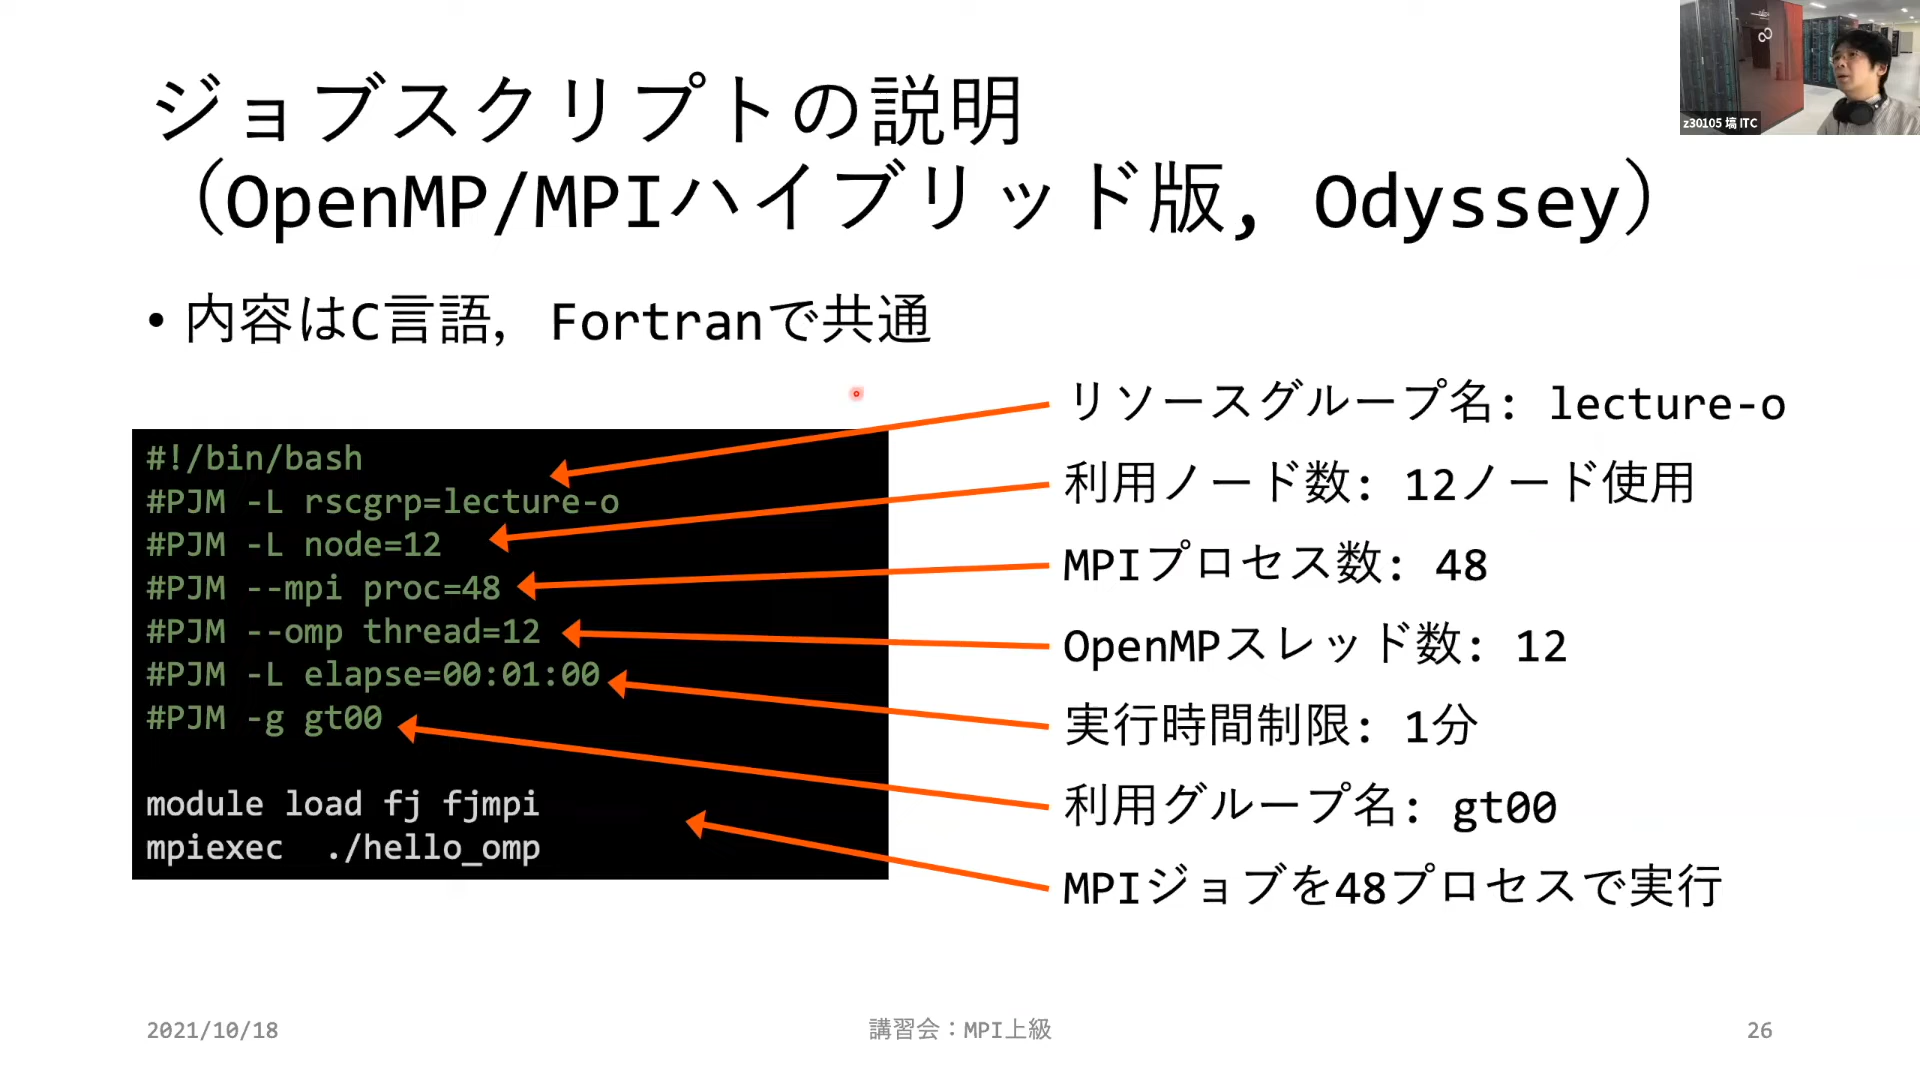 ジョブスクリプトの説明
（OpenMP/MPIハイブリッド版, Odyssey）
• 内容はC言語, Fortranで共通
#!/bin/bash
#PJM -L rscgrp=lecture-o
#PJM -L node=12
#PJM --mpi proc=48
#PJM --omp thread=12
#PJM -L elapse=00:01:00
#PJM -g gt00
module load fj fjmpi
mpiexec  ./hello_omp
リソースグループ名: lecture-o
利用ノード数: 12ノード使用
MPIプロセス数: 48
OpenMPスレッド数: 12
実行時間制限: 1分
利用グループ名: gt00
MPIジョブを48プロセスで実行
z30105 塙 ITC
2021/10/18
講習会：MPI上級
26